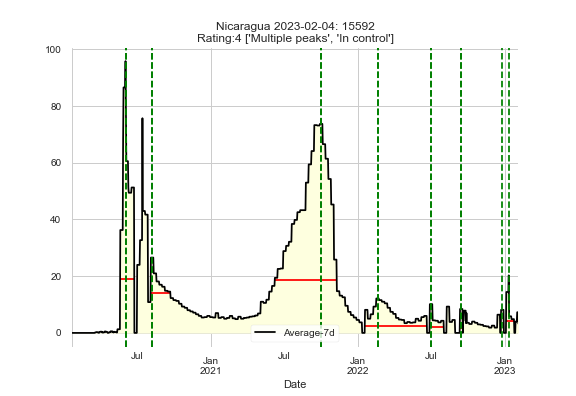 Nicaragua 2023-02-04: 15592
Rating:4 ['Multiple peaks', 'In control']
100
80
60
40
20
0
Average-7d
Jul
Jan
2021
Jul
Jan
2022
Jul
Jan
2023
Date